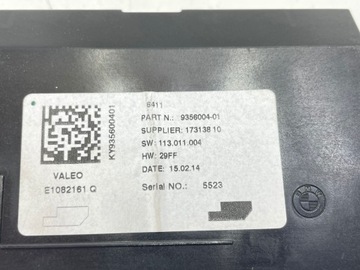 6411
PART N.: 9356004-01
SUPPLIER: 173138 10
SW: 113.011.004
HW: 29FF
DATE: 15.02.14
Serial NO.: 5523
KY935600401
VALEO
E1082161 Q